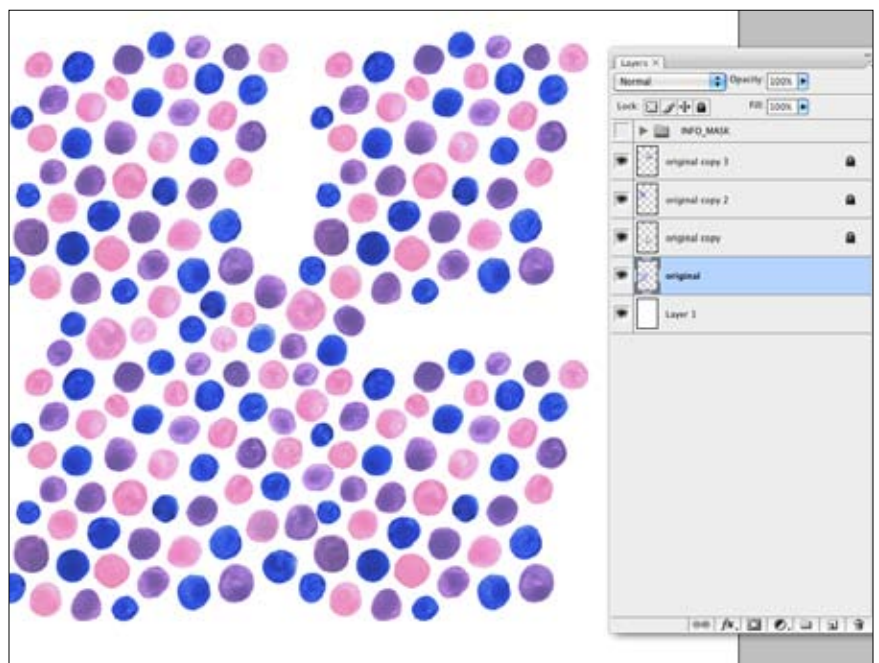 Layers ×
Normal Opacity: 100%
Lock: Fill: 100%
INFO_MASK
original copy 3
original copy 2
original copy
original
Layer 1
fx.